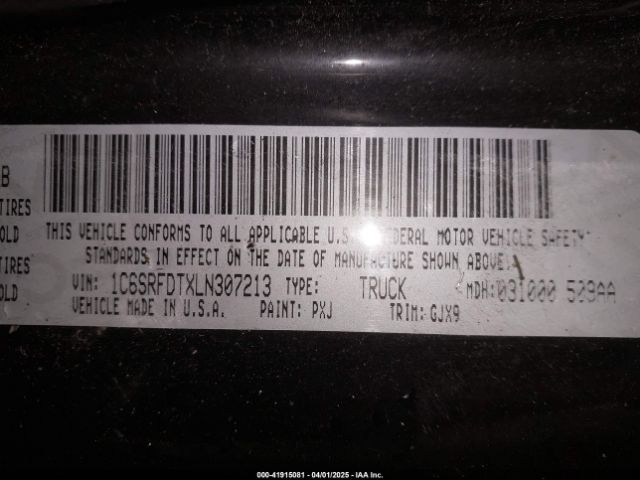 B
TIRES
OLD
TIRES
OLD
THIS VEHICLE CONFORMS TO ALL APPLICABLE U.S. FEDERAL MOTOR VEHICLE SAFETY
STANDARDS IN EFFECT ON THE DATE OF MANUFACTURE SHOWN ABOVE.
VIN: 1C6SRFDTXLN307213 TYPE: TRUCK MDH: 031000 509AA
VEHICLE MADE IN U.S.A. PAINT: PXJ TRIM: GJX9
000-41915081 - 04/01/2025 - IAA Inc.